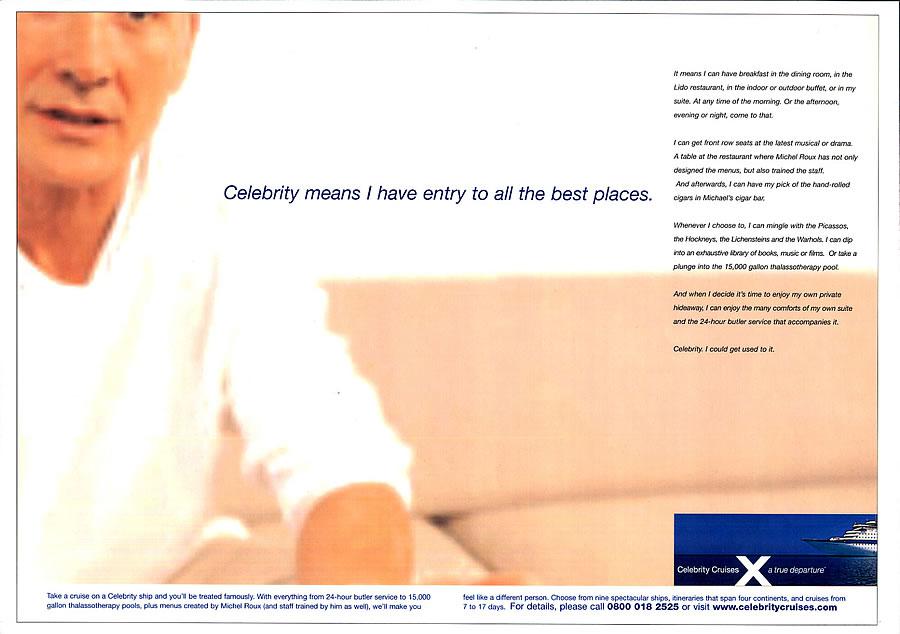 Celebrity means I have entry to all the best places.
It means I can have breakfast in the dining room, in the
Lido restaurant, in the indoor or outdoor buffet, or in my
suite. At any time of the morning. Or the afternoon,
evening or night, come to that.
I can get front row seats at the latest musical or drama.
A table at the restaurant where Michel Roux has not only
designed the menus, but also trained the staff.
And afterwards, I can have my pick of the hand-rolled
cigars in Michael's cigar bar.
Whenever I choose to, I can mingle with the Picassos,
the Hockneys, the Lichensteins and the Warhols. I can dip
into an exhaustive library of books, music or films. Or take a
plunge into the 15,000 gallon thalassotherapy pool.
And when I decide it's time to enjoy my own private
hideaway, I can enjoy the many comforts of my own suite
and the 24-hour butler service that accompanies it.
Celebrity. I could get used to it.
Celebrity Cruises X a true departure
Take a cruise on a Celebrity ship and you'll be treated famously. With everything from 24-hour butler service to 15,000
gallon thalassotherapy pools, plus menus created by Michel Roux (and staff trained by him as well), we'll make you
feel like a different person. Choose from nine spectacular ships, itineraries that span four continents, and cruises from
7 to 17 days. For details, please call 0800 018 2525 or visit www.celebritycruises.com